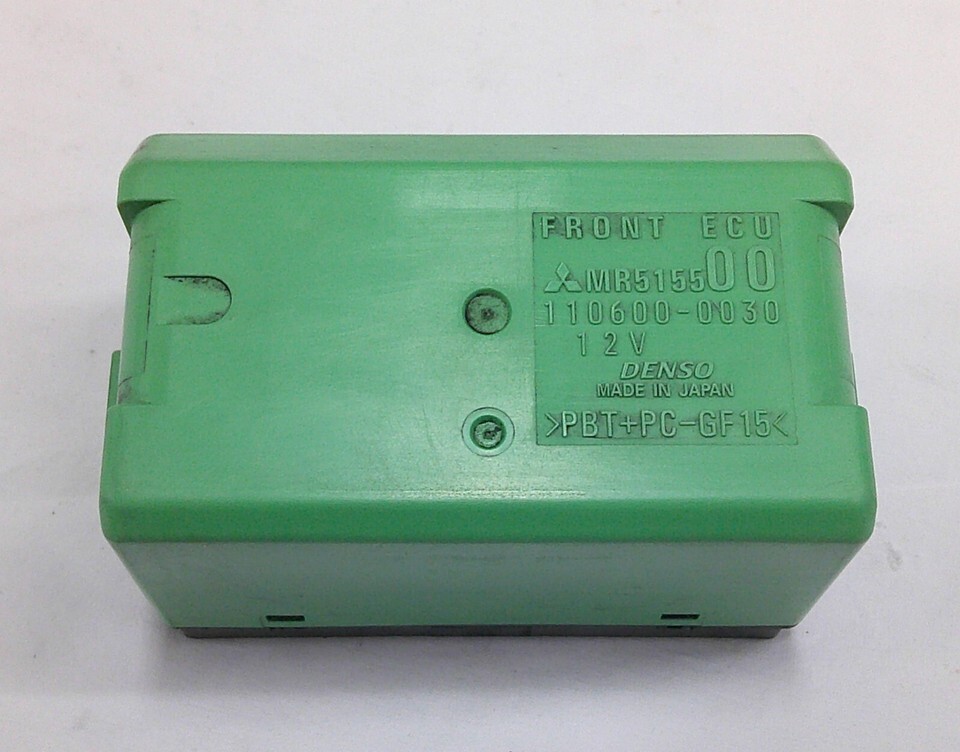 FRONT ECU
MR515500
110600-0030
12V
DENSO
MADE IN JAPAN
>PBT+PC-GF15<